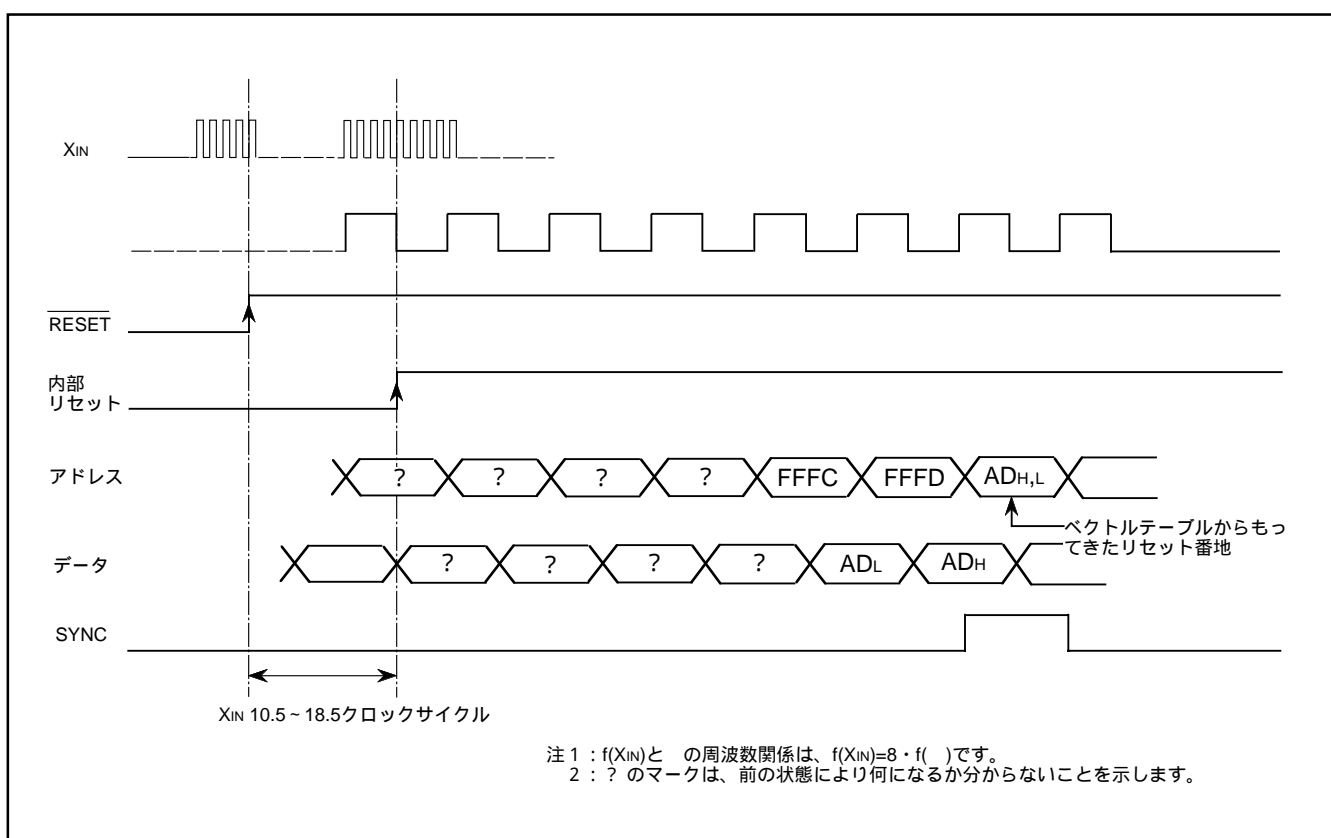 XIN
RESET
内部
リセット
アドレス
? ? ? ? FFFC FFFD ADH,L
ベクトルテーブルからもっ
てきたリセット番地
データ
? ? ? ? ADL ADH
SYNC
XIN 10.5 ~ 18.5クロックサイクル
注 1 : f(XIN)と の周波数関係は、f(XIN)=8・f( )です。
2 : ? のマークは、前の状態により何になるか分からないことを示します。